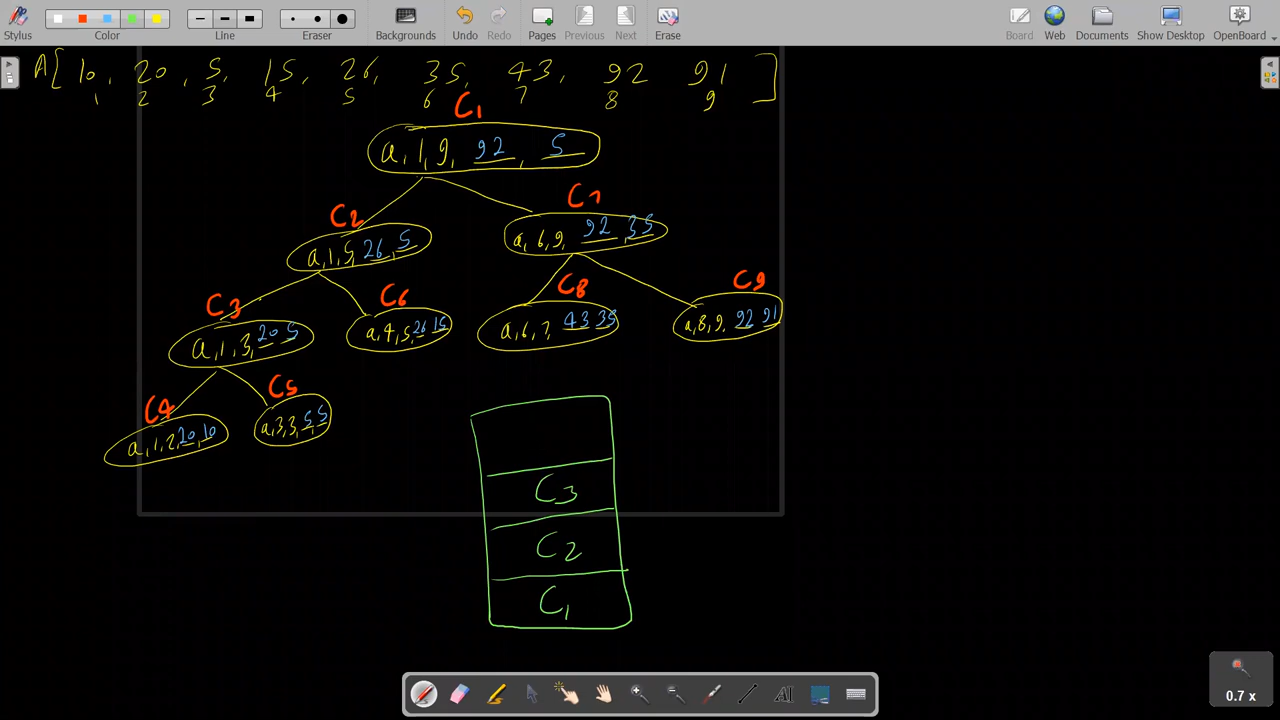 Stylus
Color
Line
Eraser
Backgrounds
Undo
Redo
Pages
Previous
Next
Erase
Board
Web
Documents
Show Desktop
OpenBoard
A[ 10, 20, 5, 15, 26, 35, 43, 92 91 ]
1 2 3 4 5 6 7 8 9
C1
a, 1, 9, 92, 5
C2
C7
a, 1, 5, 26, 5
a, 6, 9, 92, 35
C3
C6
C8
C9
a, 1, 3, 20 5
a, 4, 5, 26 15
a, 6, 7, 43 35
a, 8, 9, 92 91
C4
C5
a, 1, 2, 20, 10
a, 3, 3, 5, 5
C3
C2
C1
AI
0.7 x